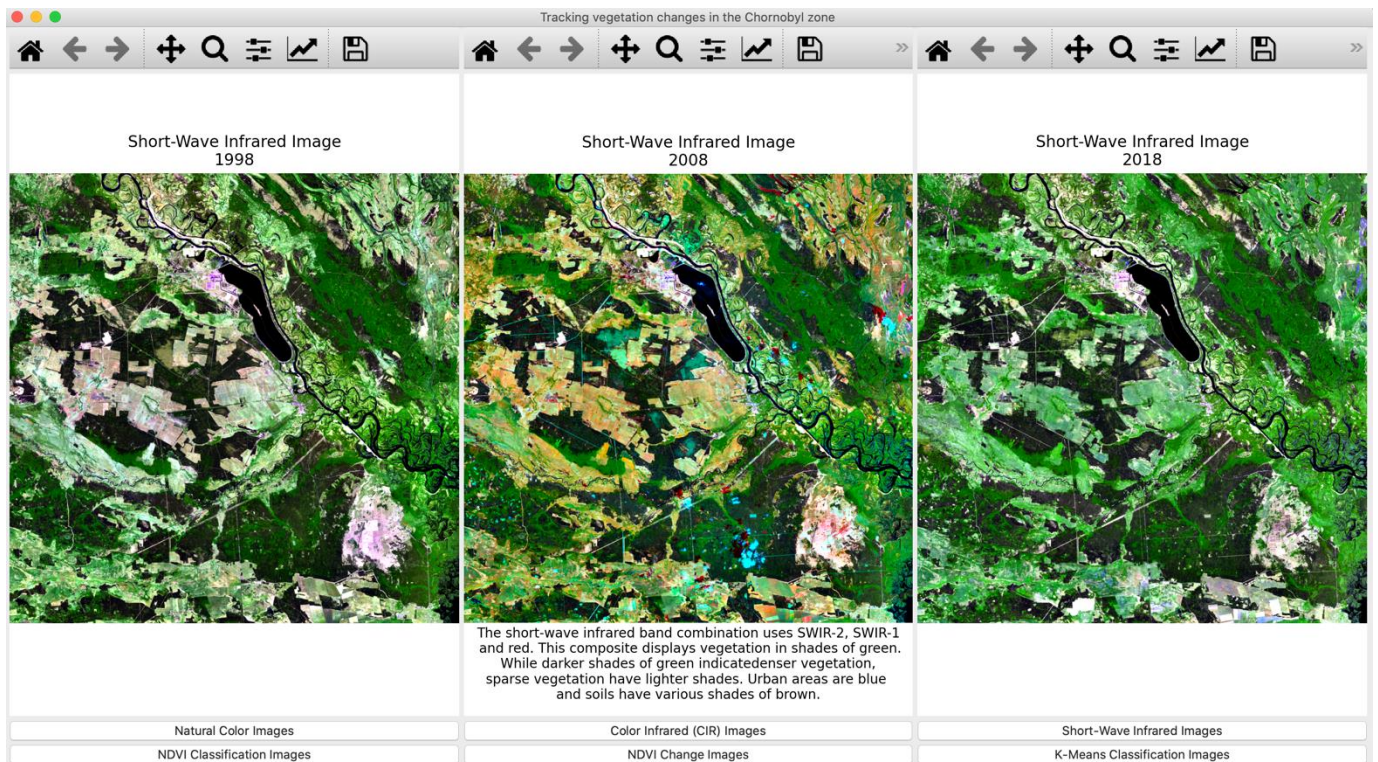 Tracking vegetation changes in the Chornobyl zone
Short-Wave Infrared Image
1998
Short-Wave Infrared Image
2008
Short-Wave Infrared Image
2018
The short-wave infrared band combination uses SWIR-2, SWIR-1
and red. This composite displays vegetation in shades of green.
While darker shades of green indicatedenser vegetation,
sparse vegetation have lighter shades. Urban areas are blue
and soils have various shades of brown.
Natural Color Images
Color Infrared (CIR) Images
Short-Wave Infrared Images
NDVI Classification Images
NDVI Change Images
K-Means Classification Images